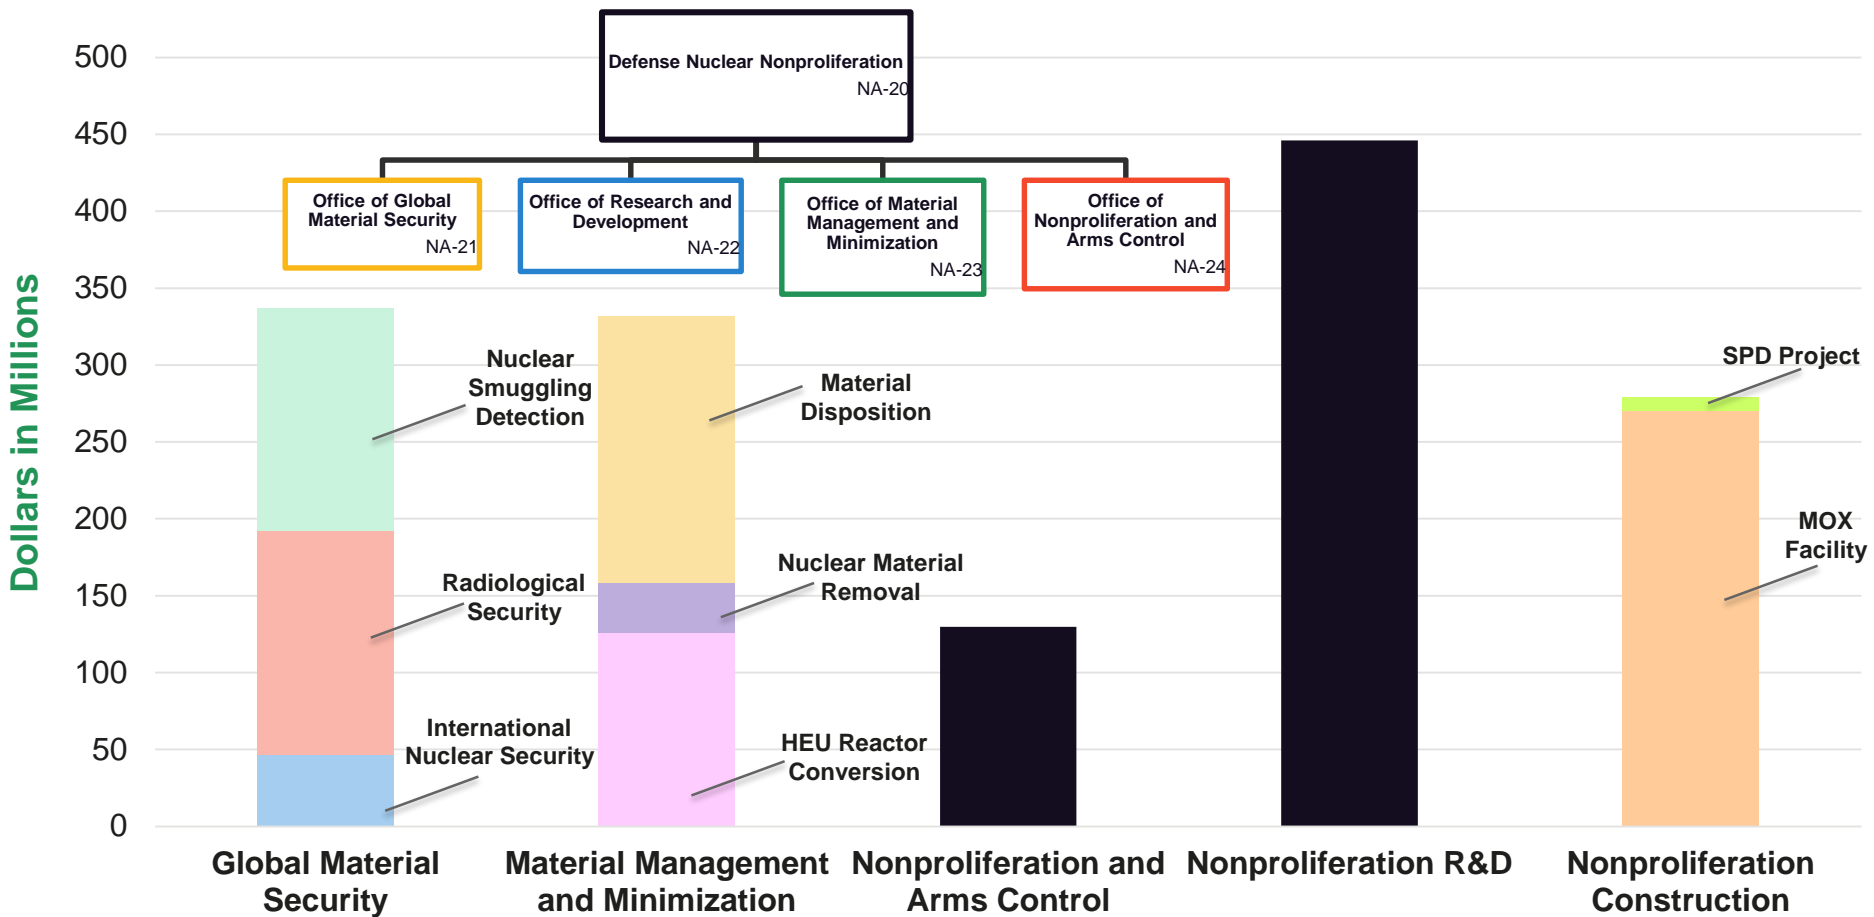 Defense Nuclear Nonproliferation
NA-20
Office of Global
Material Security
NA-21
Office of Research and
Development
NA-22
Office of Material
Management and
Minimization
NA-23
Office of
Nonproliferation and
Arms Control
NA-24
Dollars in Millions
500
450
400
350
300
250
200
150
100
50
0
Nuclear
Smuggling
Detection
Radiological
Security
International
Nuclear Security
Material
Disposition
Nuclear Material
Removal
HEU Reactor
Conversion
SPD Project
MOX
Facility
Global Material
Security
Material Management
and Minimization
Nonproliferation and
Arms Control
Nonproliferation R&D
Nonproliferation
Construction